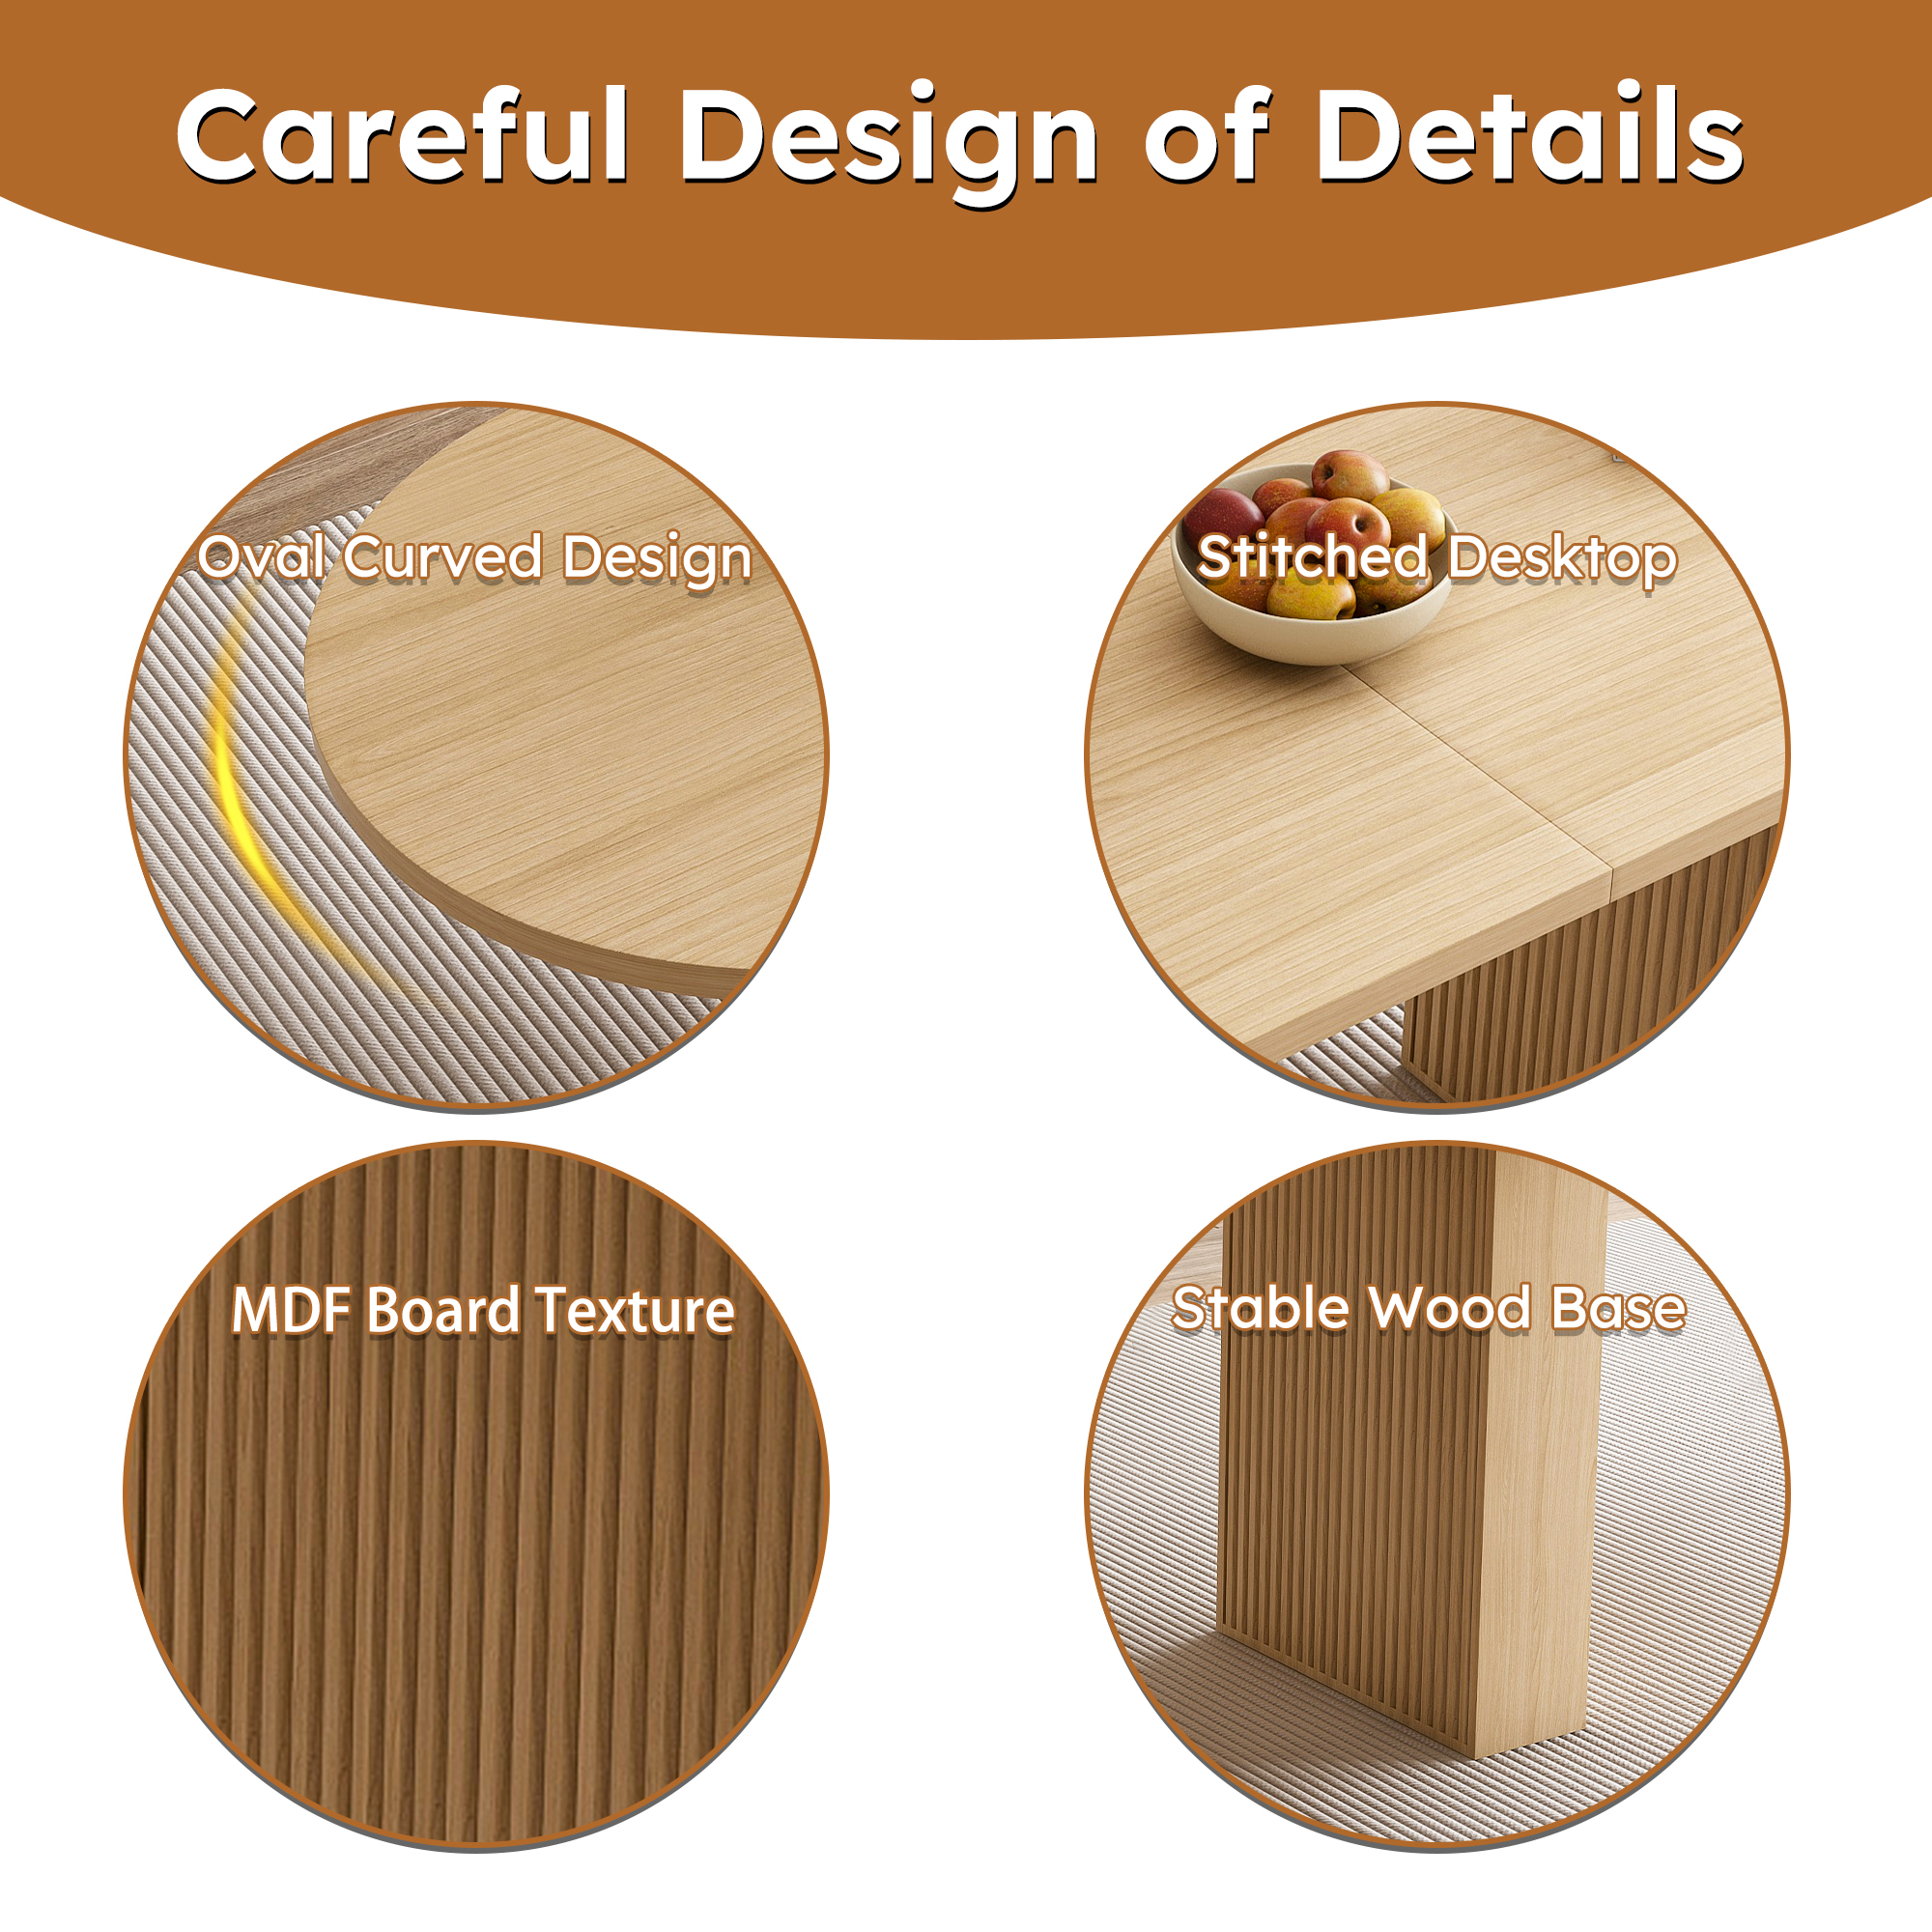 Careful Design of Details
Oval Curved Design
Stitched Desktop
MDF Board Texture
Stable Wood Base